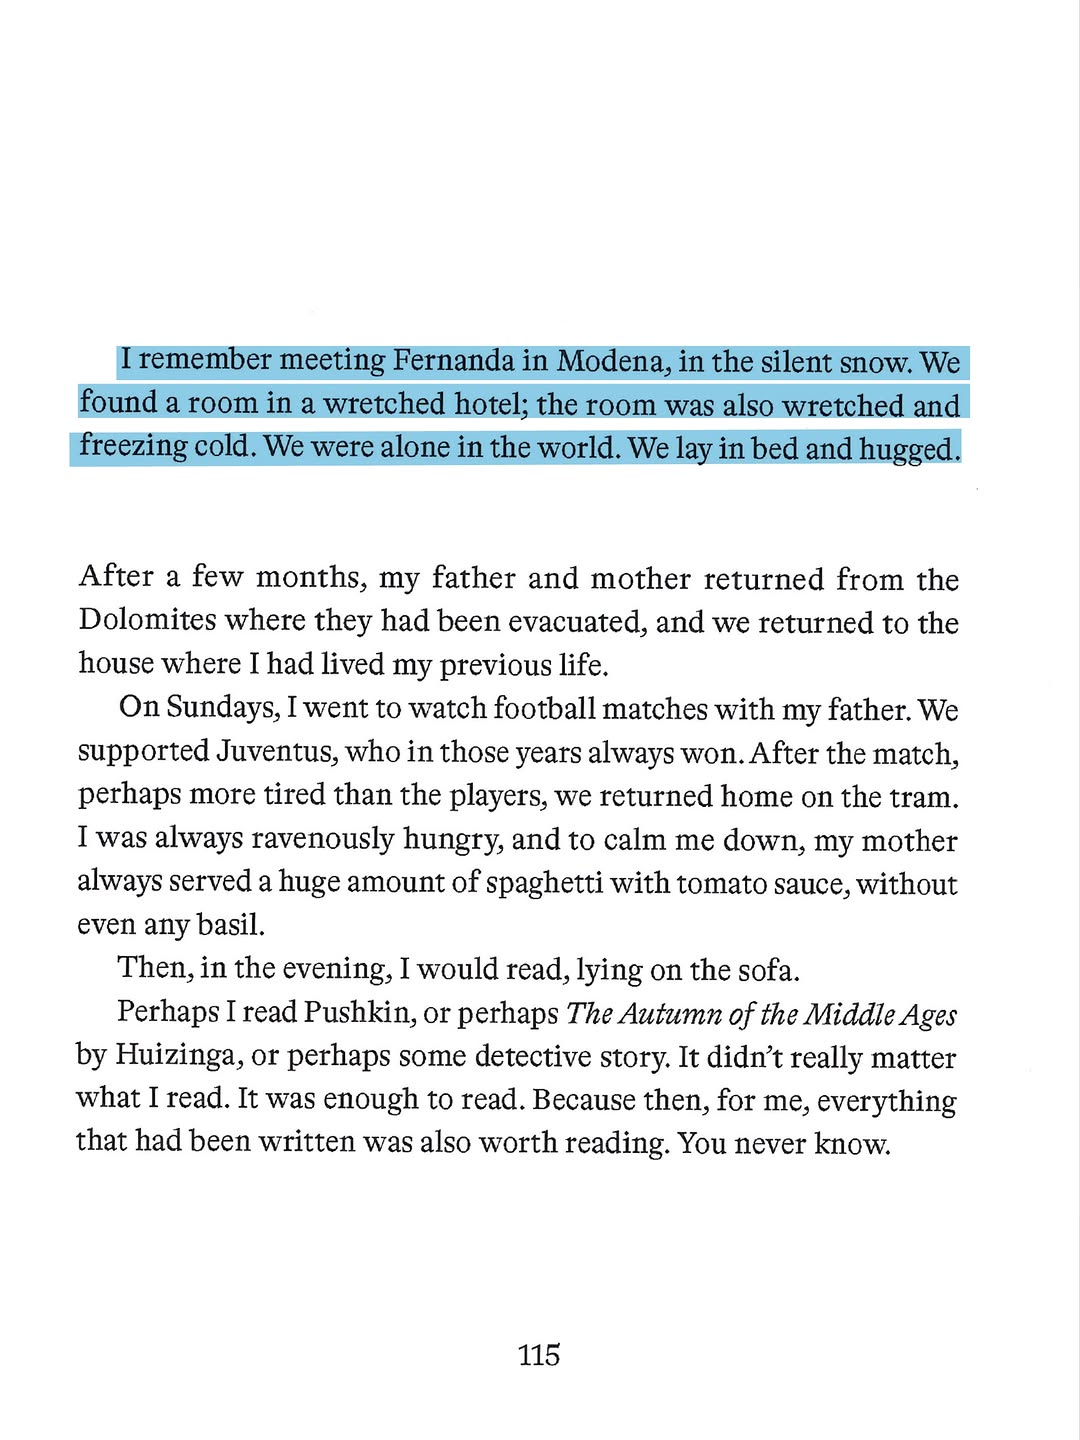 I remember meeting Fernanda in Modena, in the silent snow. We
found a room in a wretched hotel; the room was also wretched and
freezing cold. We were alone in the world. We lay in bed and hugged.
After a few months, my father and mother returned from the
Dolomites where they had been evacuated, and we returned to the
house where I had lived my previous life.
On Sundays, I went to watch football matches with my father. We
supported Juventus, who in those years always won. After the match,
perhaps more tired than the players, we returned home on the tram.
I was always ravenously hungry, and to calm me down, my mother
always served a huge amount of spaghetti with tomato sauce, without
even any basil.
Then, in the evening, I would read, lying on the sofa.
Perhaps I read Pushkin, or perhaps The Autumn of the Middle Ages
by Huizinga, or perhaps some detective story. It didn’t really matter
what I read. It was enough to read. Because then, for me, everything
that had been written was also worth reading. You never know.
115